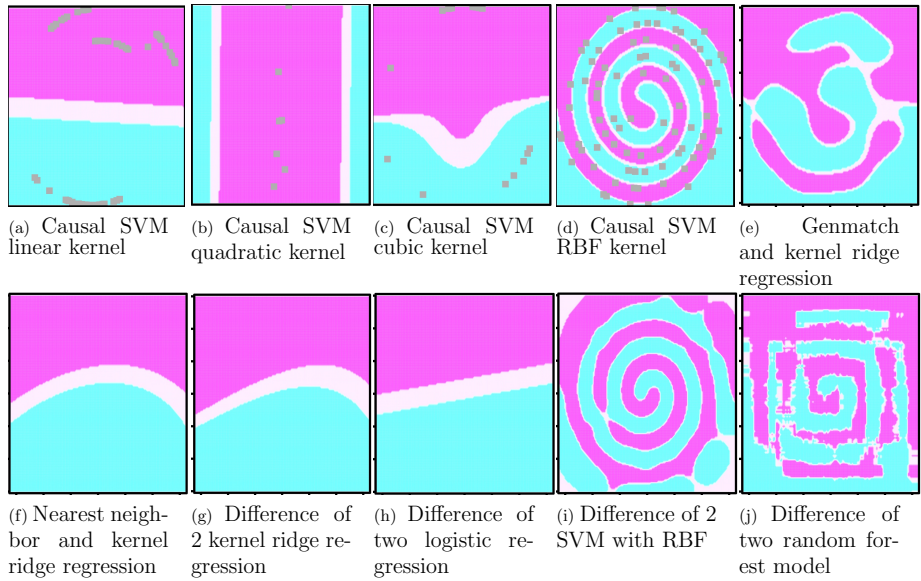 (a) Causal SVM
linear kernel
(b) Causal SVM
quadratic kernel
(c) Causal SVM
cubic kernel
(d) Causal SVM
RBF kernel
(e) Genmatch
and kernel ridge
regression
(f) Nearest neigh-
bor and kernel
ridge regression
(g) Difference of
2 kernel ridge re-
gression
(h) Difference of
two logistic re-
gression
(i) Difference of 2
SVM with RBF
(j) Difference of
two random for-
est model